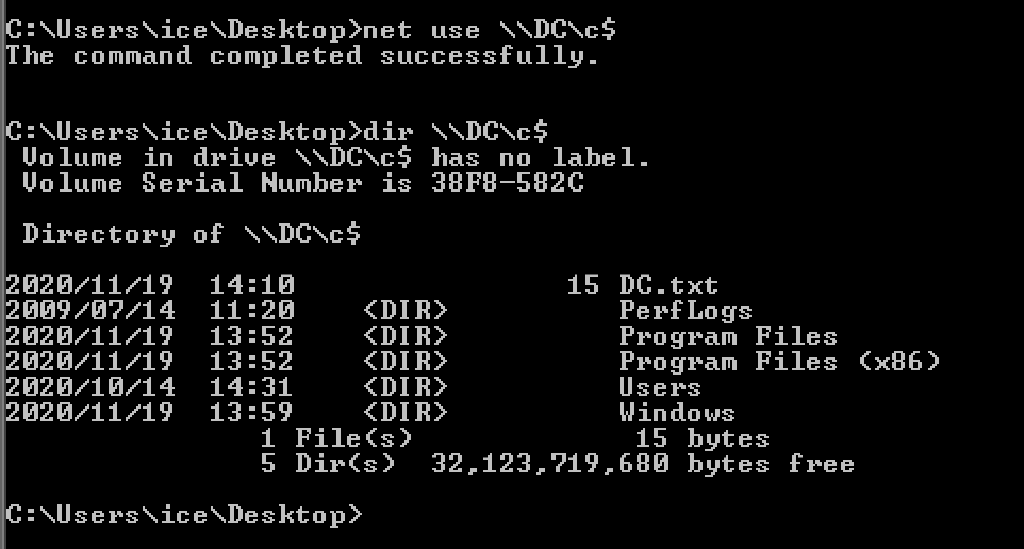 C:\Users\ice\Desktop>net use \\DC\c$
The command completed successfully.
C:\Users\ice\Desktop>dir \\DC\c$
 Volume in drive \\DC\c$ has no label.
 Volume Serial Number is 38F8-582C
 Directory of \\DC\c$
2020/11/19  14:10                15 DC.txt
2009/07/14  11:20    <DIR>          PerfLogs
2020/11/19  13:52    <DIR>          Program Files
2020/11/19  13:52    <DIR>          Program Files (x86)
2020/10/14  14:31    <DIR>          Users
2020/11/19  13:59    <DIR>          Windows
               1 File(s)             15 bytes
               5 Dir(s)  32,123,719,680 bytes free
C:\Users\ice\Desktop>